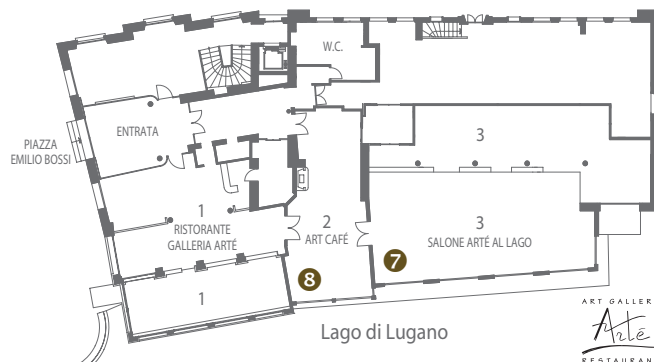 W.C.
ENTRATA
3
PIAZZA
EMILIO BOSSI
1
RISTORANTE
GALLERIA ARTÉ
2
ART CAFÉ
3
SALONE ARTÉ AL LAGO
7
8
1
Lago di Lugano
ART GALLER
Arté
RESTAURAN